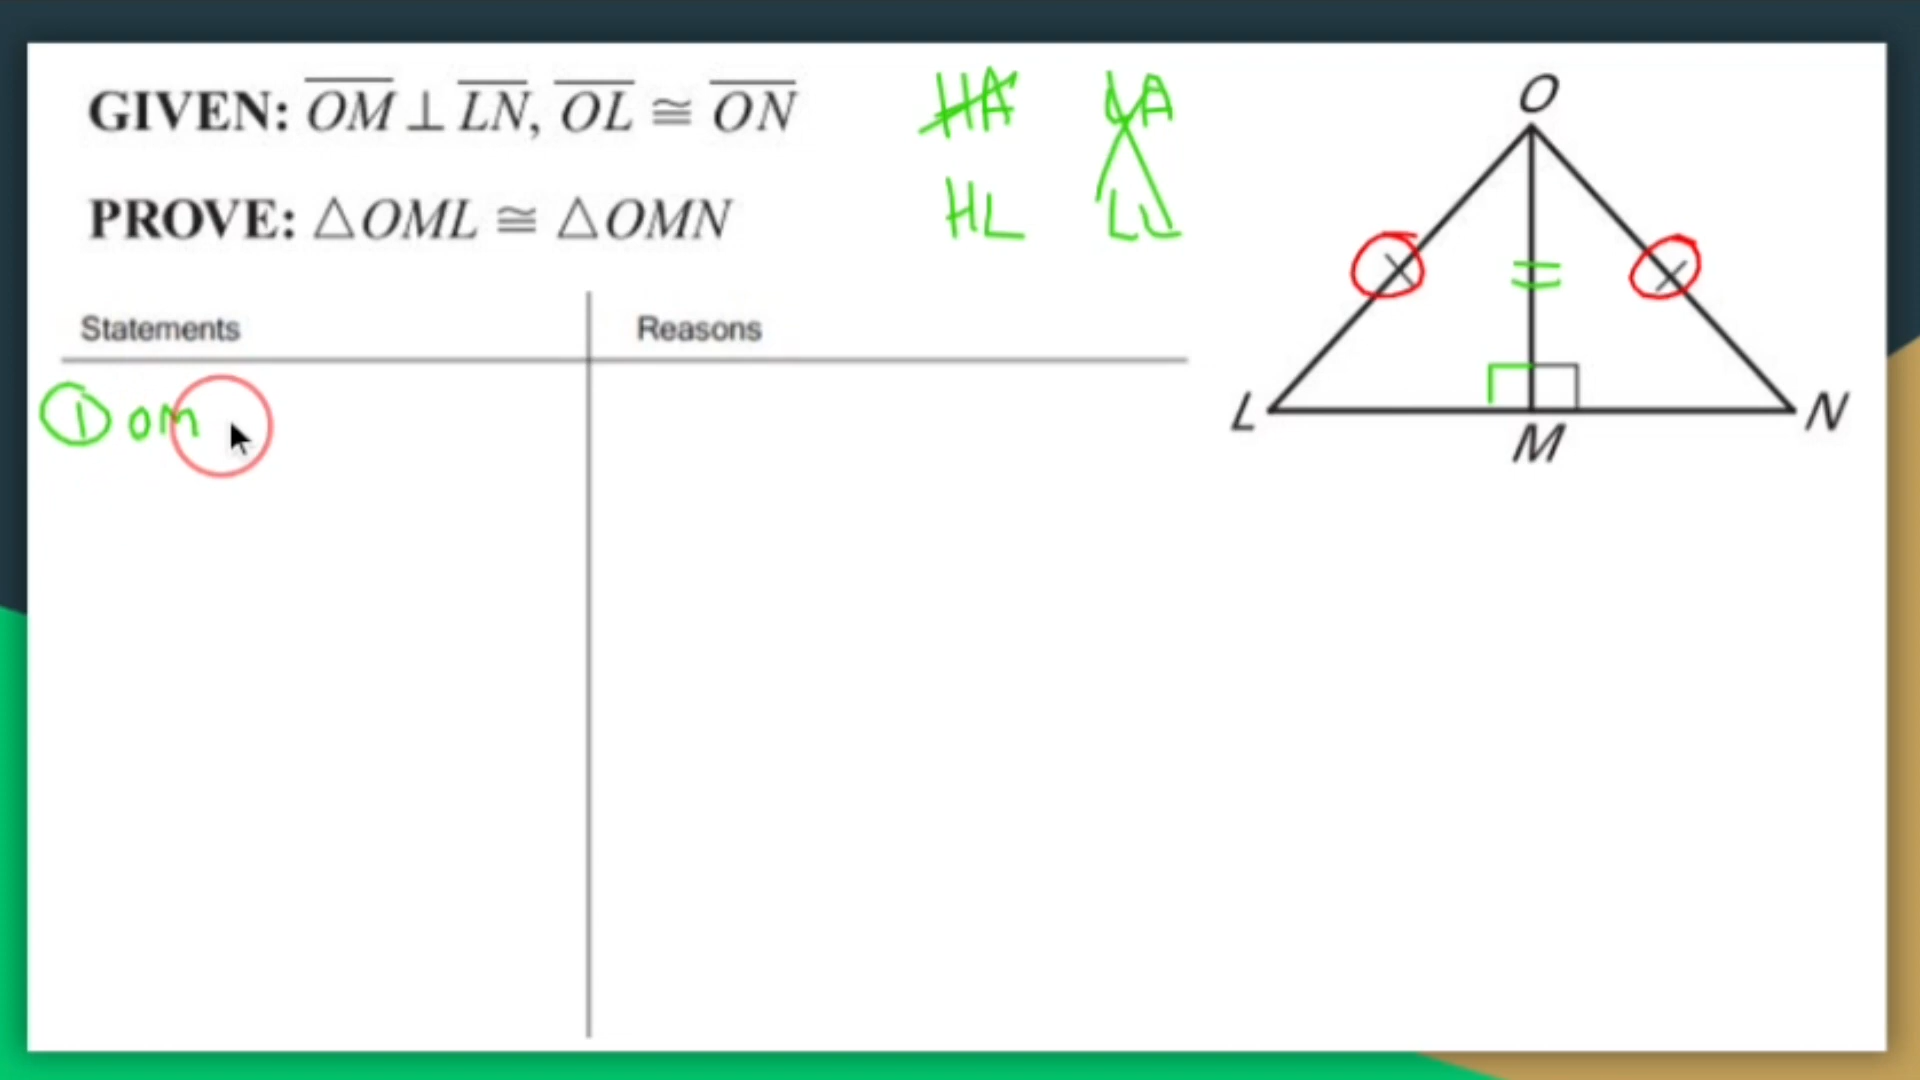 GIVEN: OM ⊥ LN, OL ≅ ON
PROVE: △OML ≅ △OMN
HA LA
HL LL
Statements Reasons
① OM
O
L
M
N